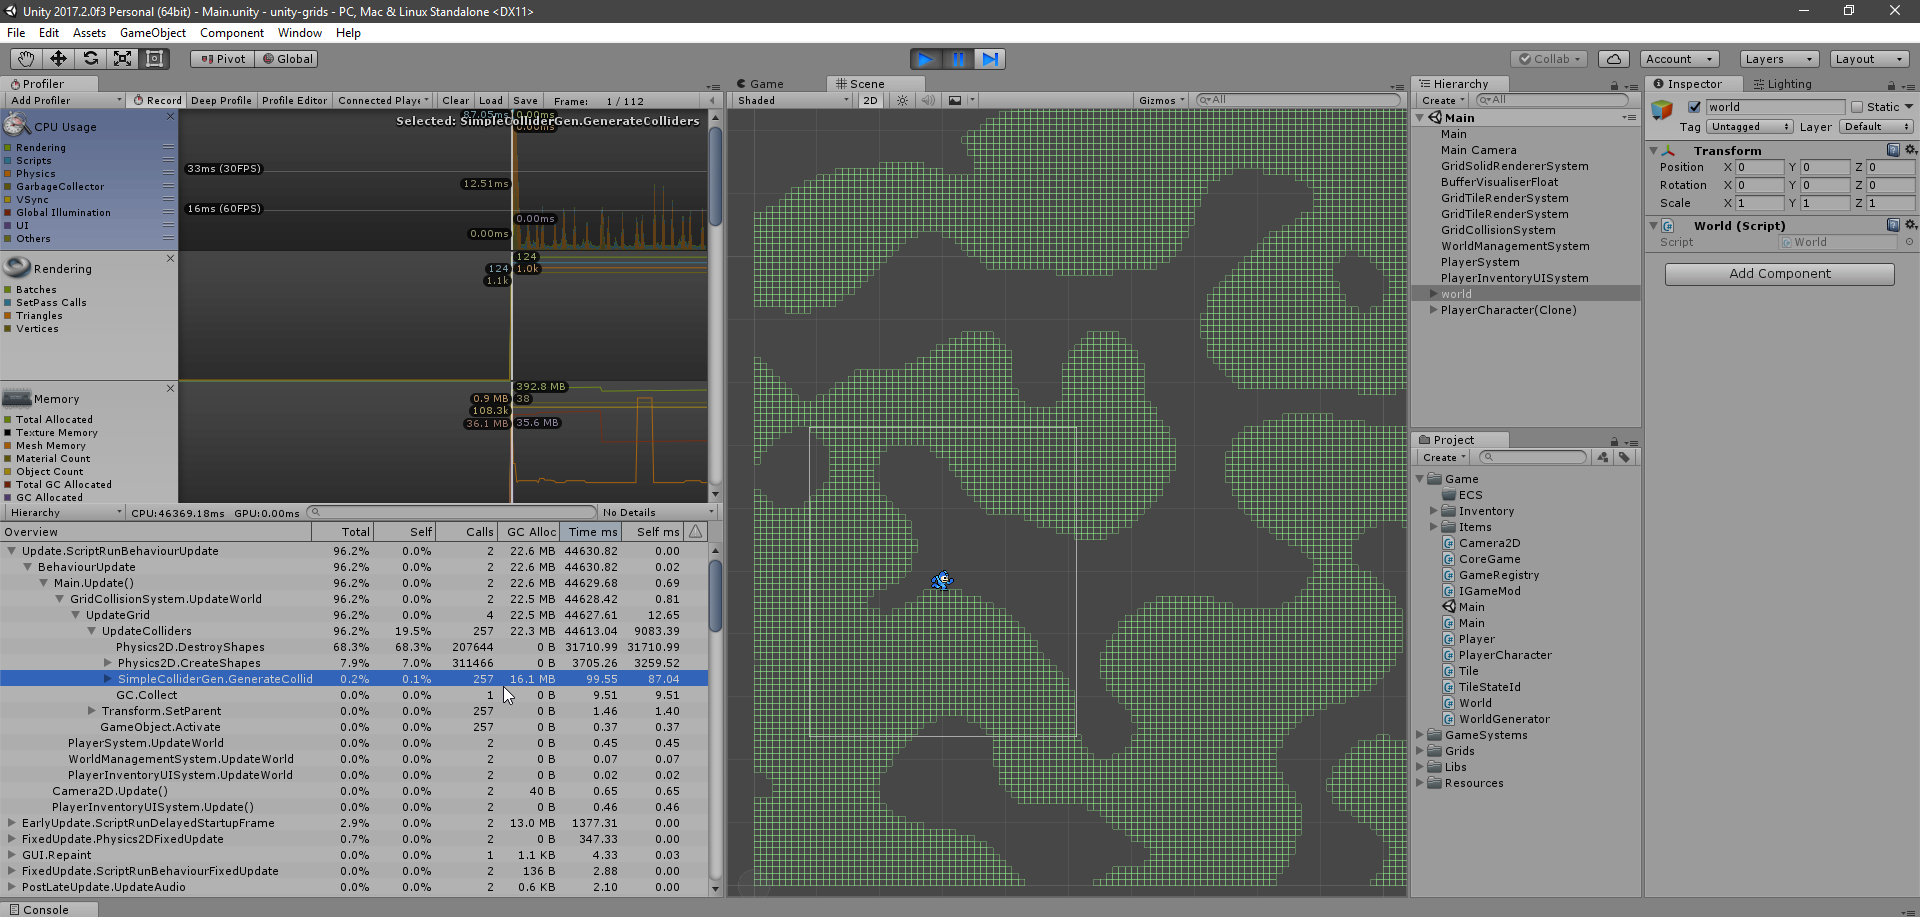 Unity 2017.2.0f3 Personal (64bit) - Main.unity - unity-grids - PC, Mac & Linux Standalone <DX11>
File Edit Assets GameObject Component Window Help
Pivot Global Collab Account Layers Layout
Profiler
Add Profiler Record Deep Profile Profile Editor Connected Playe Clear Load Save Frame: 1 / 112
Selected: SimpleColliderGen.GenerateColliders
CPU Usage
Rendering
Scripts
Physics
GarbageCollector
VSync
Global Illumination
UI
Others
87.05ms 0.00ms
0.00ms
33ms (30FPS)
12.51ms
16ms (60FPS)
0.00ms
0.00ms
Rendering
Batches
SetPass Calls
Triangles
Vertices
124
124 1.0k
1.1k
Memory
Total Allocated
Texture Memory
Mesh Memory
Material Count
Object Count
Total GC Allocated
GC Allocated
392.8 MB
0.9 MB 38
108.3k
36.1 MB 35.6 MB
Hierarchy CPU:46369.18ms GPU:0.00ms No Details
Overview Total Self Calls GC Alloc Time ms Self ms
Update.ScriptRunBehaviourUpdate 96.2% 0.0% 2 22.6 MB 44630.82 0.00
BehaviourUpdate 96.2% 0.0% 2 22.6 MB 44630.82 0.02
Main.Update() 96.2% 0.0% 2 22.6 MB 44629.68 0.69
GridCollisionSystem.UpdateWorld 96.2% 0.0% 2 22.5 MB 44628.42 0.81
UpdateGrid 96.2% 0.0% 4 22.5 MB 44627.61 12.65
UpdateColliders 96.2% 19.5% 257 22.3 MB 44613.04 9083.39
Physics2D.DestroyShapes 68.3% 68.3% 207644 0 B 31710.99 31710.99
Physics2D.CreateShapes 7.9% 7.0% 311466 0 B 3705.26 3259.52
SimpleColliderGen.GenerateCollid 0.2% 0.1% 257 16.1 MB 99.55 87.04
GC.Collect 0.0% 0.0% 1 0 B 9.51 9.51
Transform.SetParent 0.0% 0.0% 257 0 B 1.46 1.40
GameObject.Activate 0.0% 0.0% 257 0 B 0.37 0.37
PlayerSystem.UpdateWorld 0.0% 0.0% 2 0 B 0.45 0.45
WorldManagementSystem.UpdateWorld 0.0% 0.0% 2 0 B 0.07 0.07
PlayerInventoryUISystem.UpdateWorld 0.0% 0.0% 2 0 B 0.02 0.02
Camera2D.Update() 0.0% 0.0% 2 40 B 0.65 0.65
PlayerInventoryUISystem.Update() 0.0% 0.0% 2 0 B 0.46 0.46
EarlyUpdate.ScriptRunDelayedStartupFrame 2.9% 0.0% 2 13.0 MB 1377.31 0.00
FixedUpdate.Physics2DFixedUpdate 0.7% 0.0% 2 0 B 347.33 0.00
GUI.Repaint 0.0% 0.0% 1 1.1 KB 4.33 0.03
FixedUpdate.ScriptRunBehaviourFixedUpdate 0.0% 0.0% 2 136 B 2.88 0.00
PostLateUpdate.UpdateAudio 0.0% 0.0% 2 0.6 KB 2.10 0.00
Console
Game Scene
Shaded 2D Gizmos All
Hierarchy
Create All
Main
Main
Main Camera
GridSolidRendererSystem
BufferVisualiserFloat
GridTileRenderSystem
GridTileRenderSystem
GridCollisionSystem
WorldManagementSystem
PlayerSystem
PlayerInventoryUISystem
world
PlayerCharacter(Clone)
Project
Create
Game
ECS
Inventory
Items
Camera2D
CoreGame
GameRegistry
IGameMod
Main
Main
Player
PlayerCharacter
Tile
TileStateId
World
WorldGenerator
GameSystems
Grids
Libs
Resources
Inspector Lighting
world Static
Tag Untagged Layer Default
Transform
Position X 0 Y 0 Z 0
Rotation X 0 Y 0 Z 0
Scale X 1 Y 1 Z 1
World (Script)
Script World
Add Component